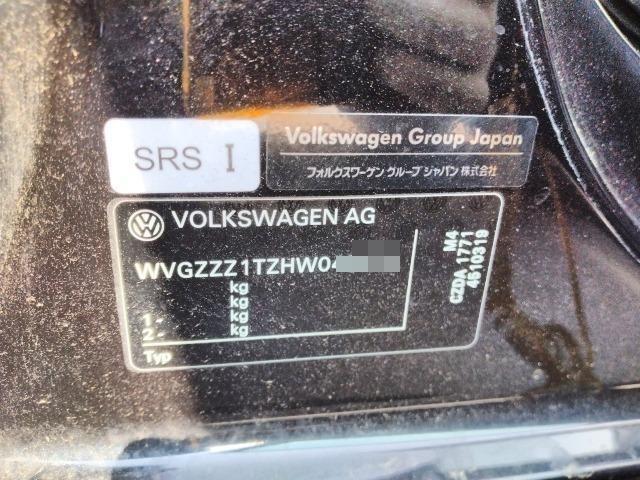 SRS I
Volkswagen Group Japan
フォルクスワーゲン グループ ジャパン 株式会社
VOLKSWAGEN AG
WVGZZZ1TZHW04
kg
kg
1- kg
2- kg
Typ
M4
CZDA 1771
4510319